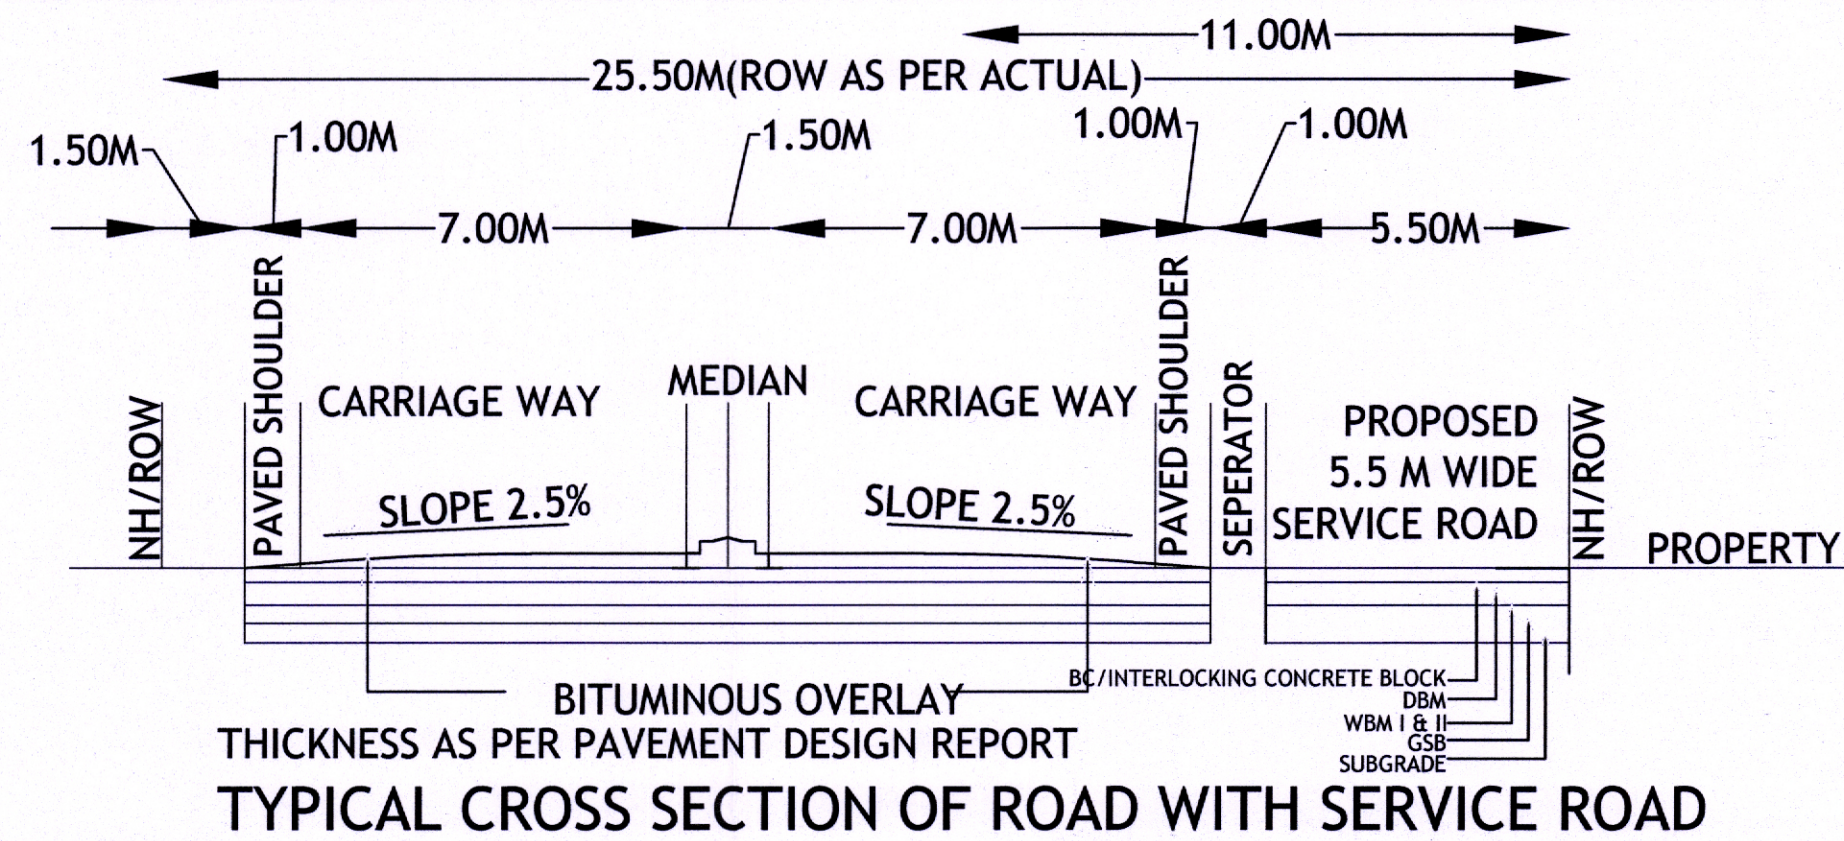 11.00M
25.50M(ROW AS PER ACTUAL)
1.50M
1.00M
1.50M
1.00M
1.00M
7.00M
7.00M
5.50M
NH/ROW
PAVED SHOULDER
CARRIAGE WAY
MEDIAN
CARRIAGE WAY
PAVED SHOULDER
SEPERATOR
PROPOSED
5.5 M WIDE
SERVICE ROAD
NH/ROW
SLOPE 2.5%
SLOPE 2.5%
PROPERTY
BC/INTERLOCKING CONCRETE BLOCK
DBM
WBM I & II
GSB
SUBGRADE
BITUMINOUS OVERLAY
THICKNESS AS PER PAVEMENT DESIGN REPORT
TYPICAL CROSS SECTION OF ROAD WITH SERVICE ROAD